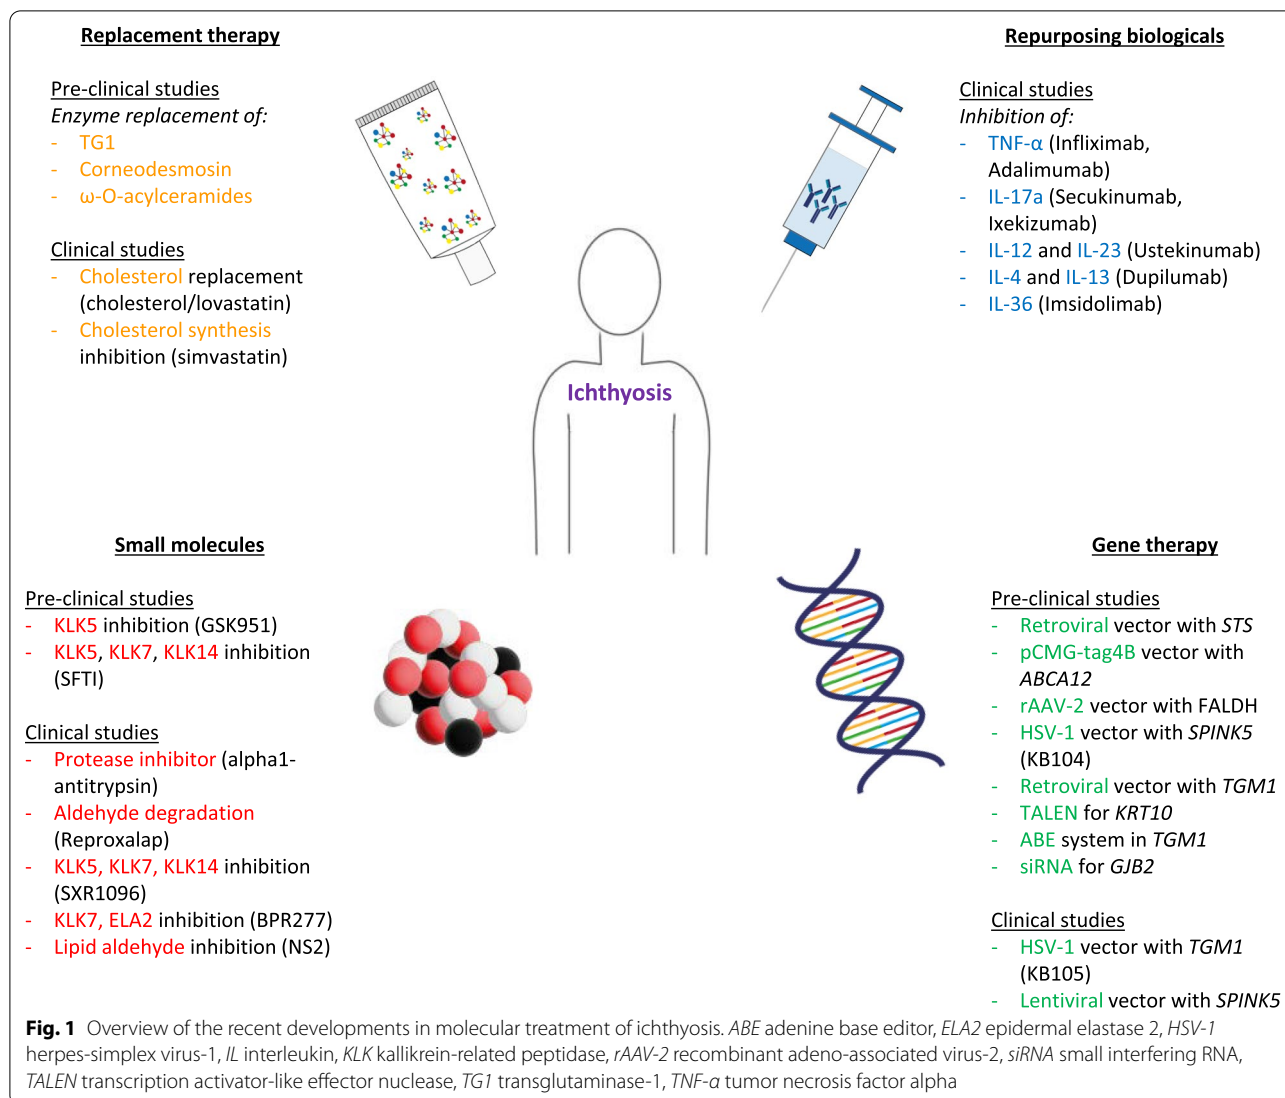 Replacement therapy
Pre-clinical studies
Enzyme replacement of:
- TG1
- Corneodesmosin
- ω-O-acylceramides
Clinical studies
- Cholesterol replacement
(cholesterol/lovastatin)
- Cholesterol synthesis
inhibition (simvastatin)
Repurposing biologicals
Clinical studies
Inhibition of:
- TNF-α (Infliximab,
Adalimumab)
- IL-17a (Secukinumab,
Ixekizumab)
- IL-12 and IL-23 (Ustekinumab)
- IL-4 and IL-13 (Dupilumab)
- IL-36 (Imsidolimab)
Ichthyosis
Small molecules
Pre-clinical studies
- KLK5 inhibition (GSK951)
- KLK5, KLK7, KLK14 inhibition
(SFTI)
Clinical studies
- Protease inhibitor (alpha1-
antitrypsin)
- Aldehyde degradation
(Reproxalap)
- KLK5, KLK7, KLK14 inhibition
(SXR1096)
- KLK7, ELA2 inhibition (BPR277)
- Lipid aldehyde inhibition (NS2)
Gene therapy
Pre-clinical studies
- Retroviral vector with STS
- pCMG-tag4B vector with
ABCA12
- rAAV-2 vector with FALDH
- HSV-1 vector with SPINK5
(KB104)
- Retroviral vector with TGM1
- TALEN for KRT10
- ABE system in TGM1
- siRNA for GJB2
Clinical studies
- HSV-1 vector with TGM1
(KB105)
- Lentiviral vector with SPINK5
Fig. 1 Overview of the recent developments in molecular treatment of ichthyosis. ABE adenine base editor, ELA2 epidermal elastase 2, HSV-1
herpes-simplex virus-1, IL interleukin, KLK kallikrein-related peptidase, rAAV-2 recombinant adeno-associated virus-2, siRNA small interfering RNA,
TALEN transcription activator-like effector nuclease, TG1 transglutaminase-1, TNF-α tumor necrosis factor alpha